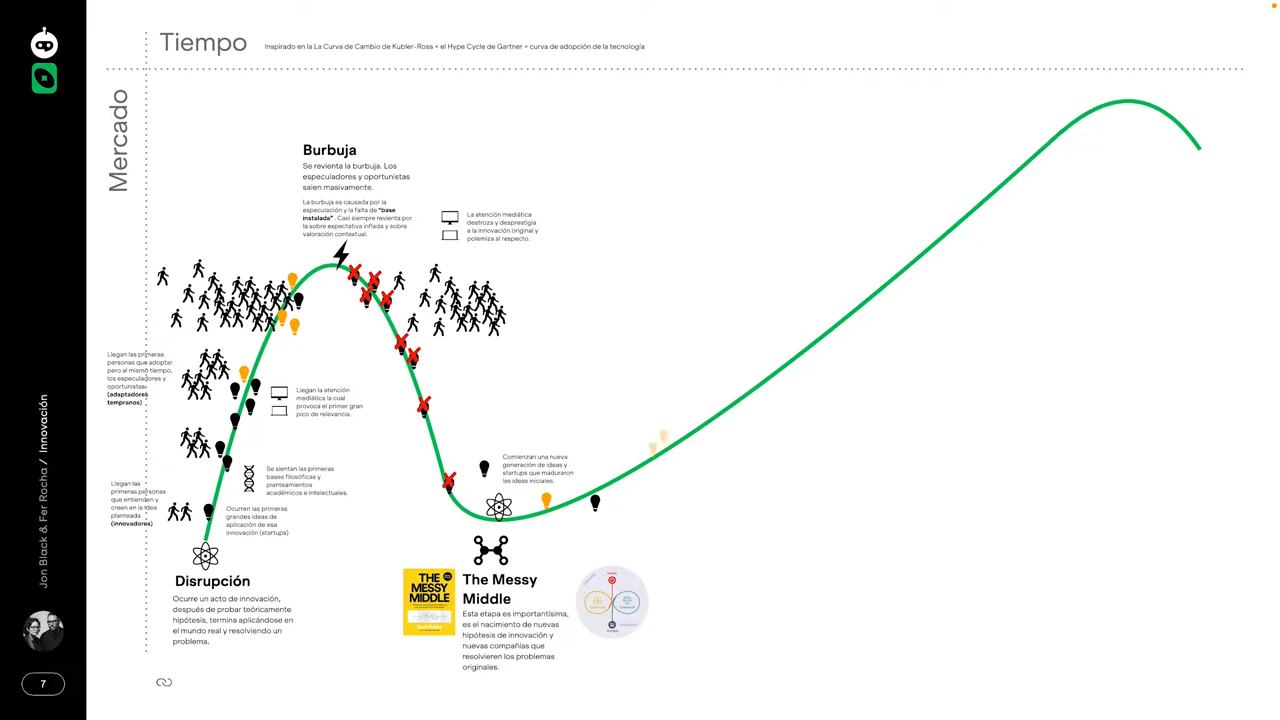 Tiempo
Inspirado en la La Curva de Cambio de Kubler-Ross + el Hype Cycle de Gartner + curva de adopción de la tecnología
Mercado
Burbuja
Se revienta la burbuja. Los
especuladores y oportunistas
salen masivamente.
La burbuja es causada por la
especulación y la falta de "base
instalada" . Casi siempre revienta por
la sobre expectativa inflada y sobre
valoración contextual.
La atención mediática
destroza y desprestigia
a la innovación original y
polemiza al respecto.
Llegan las primeras
personas que adoptar
pero al mismo tiempo,
los especuladores y
oportunistas
(adaptadores
tempranos)
Llegan la atención
mediática la cual
provoca el primer gran
pico de relevancia.
Se sientan las primeras
bases filosóficas y
planteamientos
académicos e intelectuales.
Llegan las
primeras personas
que entienden y
creen en la idea
planteada
(innovadores)
Ocurren las primeras
grandes ideas de
aplicación de esa
innovación (startups)
Comienzan una nueva
generación de ideas y
startups que maduraron
las ideas iniciales.
Disrupción
Ocurre un acto de innovación,
después de probar teóricamente
hipótesis, termina aplicándose en
el mundo real y resolviendo un
problema.
THE
MESSY
MIDDLE
The Messy
Middle
Esta etapa es importantísima,
es el nacimiento de nuevas
hipótesis de innovación y
nuevas compañías que
resolvieren los problemas
originales.
Jon Black & Fer Rocha / Innovación
7